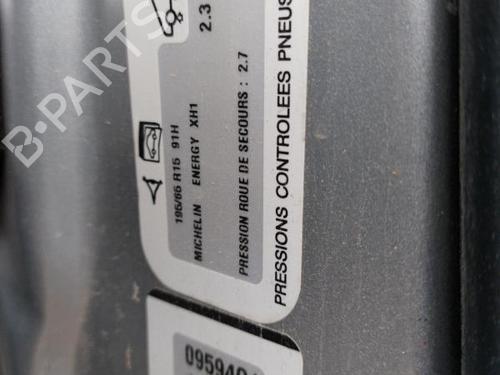 2.3
195/65 R15 91H
MICHELIN ENERGY XH1
PRESSION ROUE DE SECOURS : 2.7
PRESSIONS CONTROLEES PNEUS
B-PARTS